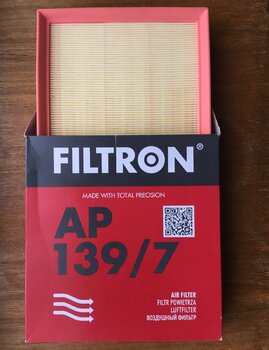 FILTRON®
MADE WITH TOTAL PRECISION
AP
139/7
AIR FILTER
FILTR POWIETRZA
LUFTFILTER
ВОЗДУШНЫЙ ФИЛЬТР